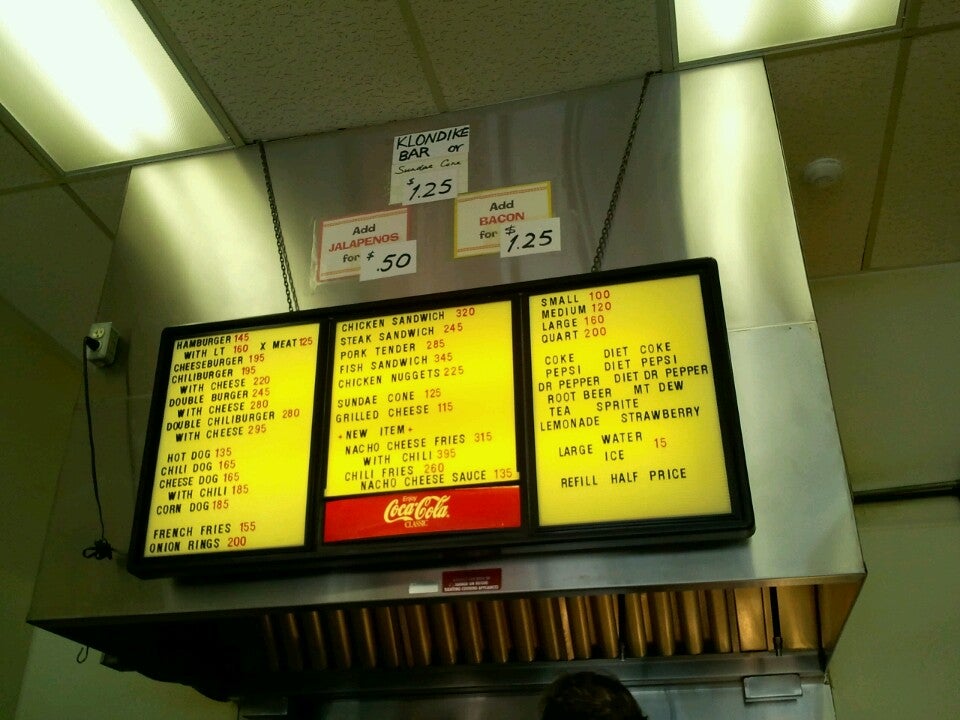 KLONDIKE
BAR or
Sundae Cone
$1.25
Add
JALAPENOS
for $.50
Add
BACON
for $1.25
HAMBURGER 145
WITH LT 160 X MEAT 125
CHEESEBURGER 195
CHILIBURGER 195
WITH CHEESE 220
DOUBLE BURGER 245
WITH CHEESE 280
DOUBLE CHILIBURGER 280
WITH CHEESE 295
HOT DOG 135
CHILI DOG 165
CHEESE DOG 165
WITH CHILI 185
CORN DOG 185
FRENCH FRIES 155
ONION RINGS 200
CHICKEN SANDWICH 320
STEAK SANDWICH 245
PORK TENDER 285
FISH SANDWICH 345
CHICKEN NUGGETS 225
SUNDAE CONE 125
GRILLED CHEESE 115
+NEW ITEM+
NACHO CHEESE FRIES 315
WITH CHILI 395
CHILI FRIES 260
NACHO CHEESE SAUCE 135
Enjoy
Coca-Cola
CLASSIC
SMALL 100
MEDIUM 120
LARGE 160
QUART 200
COKE DIET COKE
PEPSI DIET PEPSI
DR PEPPER DIET DR PEPPER
ROOT BEER MT DEW
TEA SPRITE
LEMONADE STRAWBERRY
LARGE WATER 15
ICE
REFILL HALF PRICE